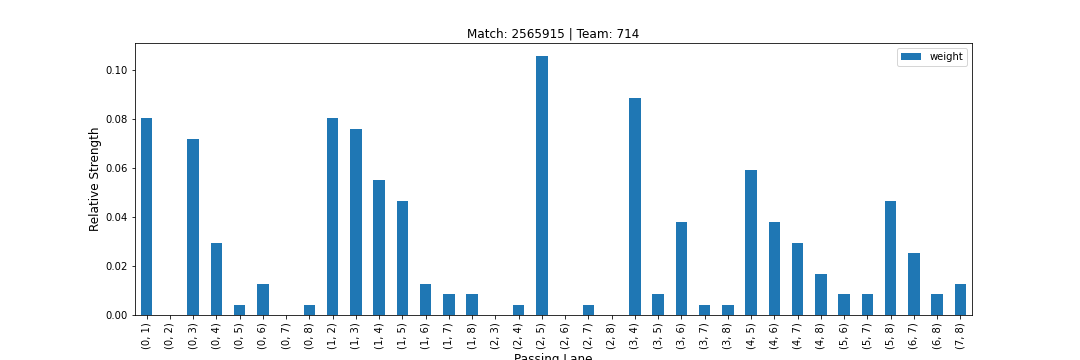 Match: 2565915 | Team: 714
weight
Relative Strength
0.10
0.08
0.06
0.04
0.02
0.00
(0, 1) (0, 2) (0, 3) (0, 4) (0, 5) (0, 6) (0, 7) (0, 8) (1, 2) (1, 3) (1, 4) (1, 5) (1, 6) (1, 7) (1, 8) (2, 3) (2, 4) (2, 5) (2, 6) (2, 7) (2, 8) (3, 4) (3, 5) (3, 6) (3, 7) (3, 8) (4, 5) (4, 6) (4, 7) (4, 8) (5, 6) (5, 7) (5, 8) (6, 7) (6, 8) (7, 8)
Passing Lane